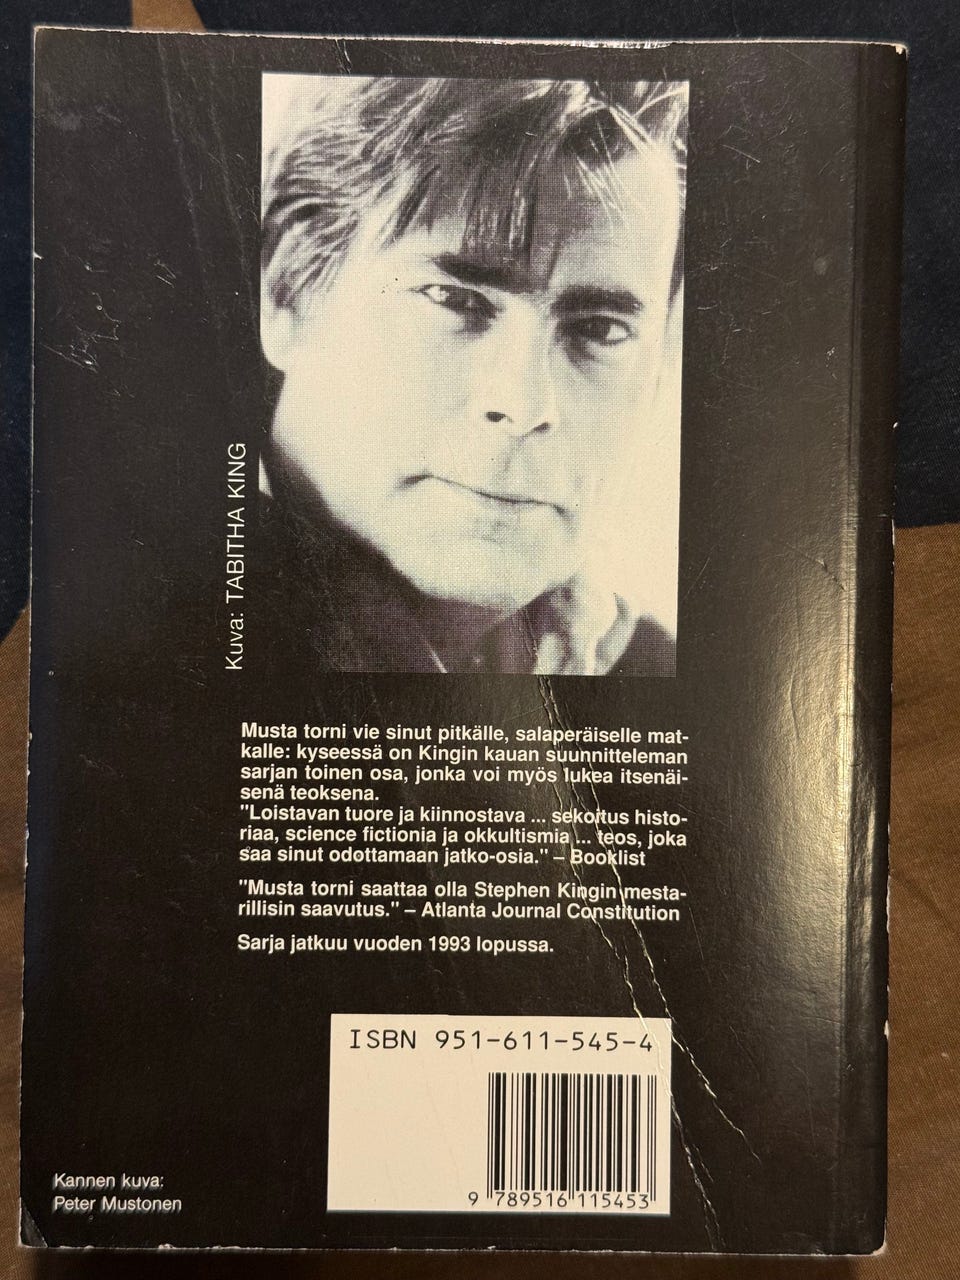 Kuva: TABITHA KING
Musta torni vie sinut pitkälle, salaperäiselle mat-
kalle: kyseessä on Kingin kauan suunnitteleman
sarjan toinen osa, jonka voi myös lukea itsenäi-
senä teoksena.
"Loistavan tuore ja kiinnostava ... sekoitus histo-
riaa, science fictionia ja okkultismia ... teos, joka
saa sinut odottamaan jatko-osia." – Booklist
"Musta torni saattaa olla Stephen Kingin mesta-
rillisin saavutus." – Atlanta Journal Constitution
Sarja jatkuu vuoden 1993 lopussa.
ISBN 951-611-545-4
9 789516 115453
Kannen kuva:
Peter Mustonen